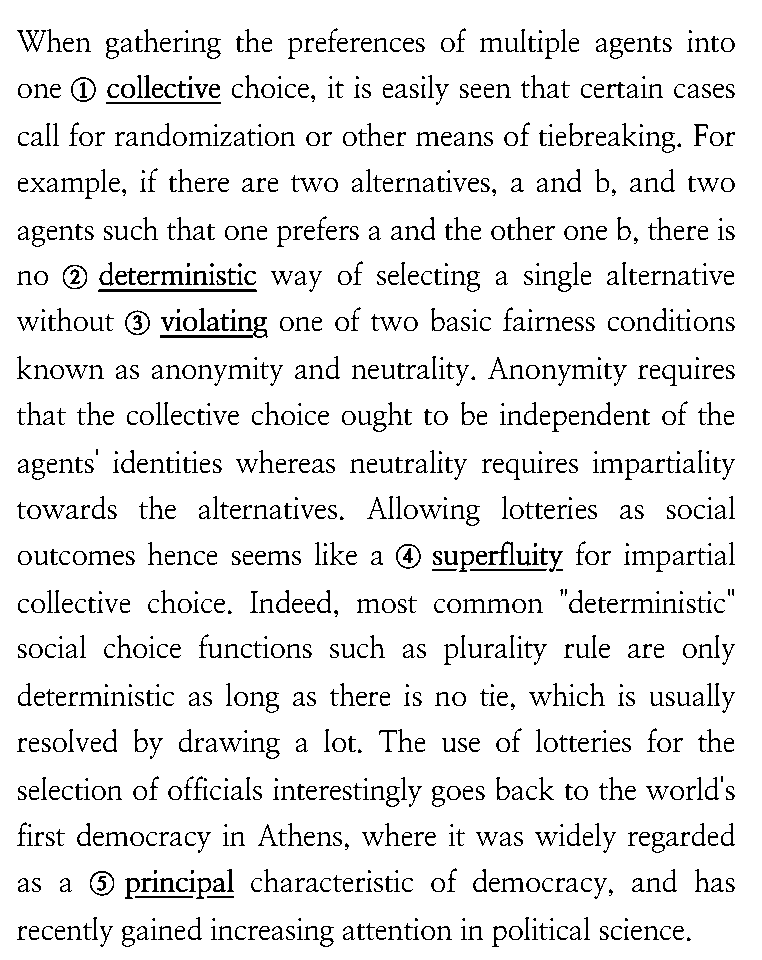 When gathering the preferences of multiple agents into
one ① collective choice, it is easily seen that certain cases
call for randomization or other means of tiebreaking. For
example, if there are two alternatives, a and b, and two
agents such that one prefers a and the other one b, there is
no ② deterministic way of selecting a single alternative
without ③ violating one of two basic fairness conditions
known as anonymity and neutrality. Anonymity requires
that the collective choice ought to be independent of the
agents' identities whereas neutrality requires impartiality
towards the alternatives. Allowing lotteries as social
outcomes hence seems like a ④ superfluity for impartial
collective choice. Indeed, most common "deterministic"
social choice functions such as plurality rule are only
deterministic as long as there is no tie, which is usually
resolved by drawing a lot. The use of lotteries for the
selection of officials interestingly goes back to the world's
first democracy in Athens, where it was widely regarded
as a ⑤ principal characteristic of democracy, and has
recently gained increasing attention in political science.